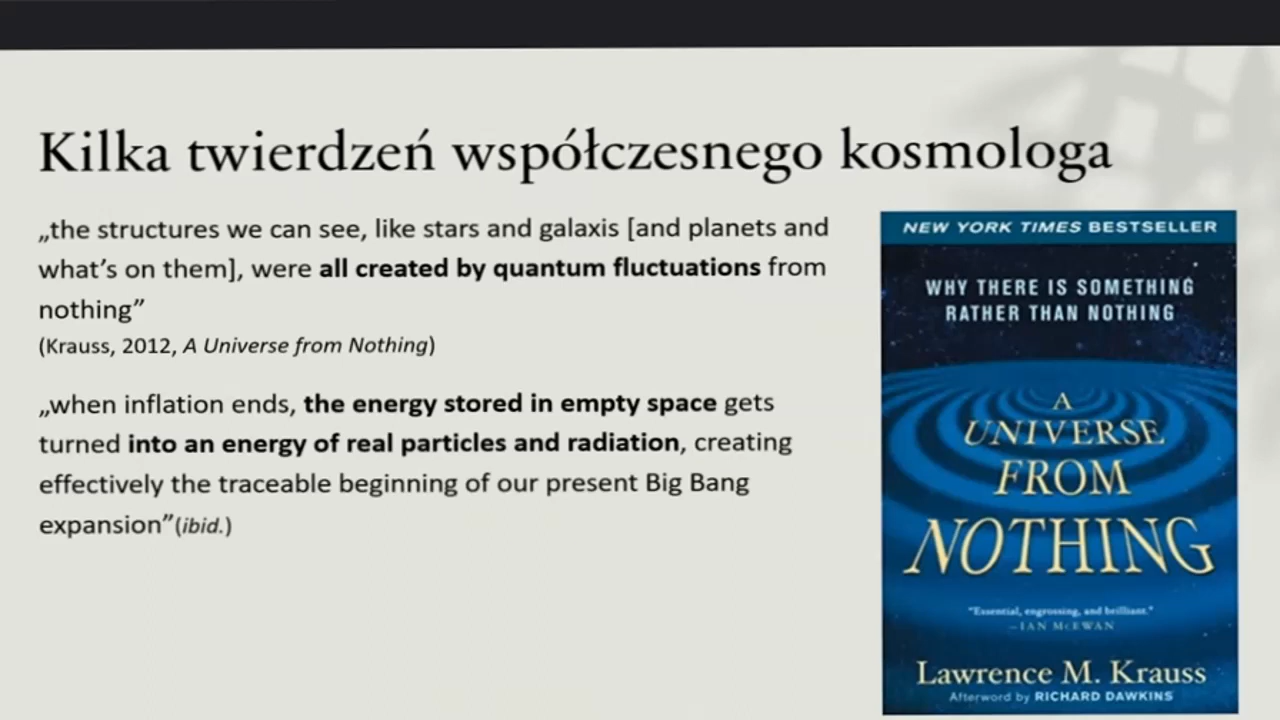 Kilka twierdzeń współczesnego kosmologa
„the structures we can see, like stars and galaxis [and planets and
what's on them], were all created by quantum fluctuations from
nothing”
(Krauss, 2012, A Universe from Nothing)
„when inflation ends, the energy stored in empty space gets
turned into an energy of real particles and radiation, creating
effectively the traceable beginning of our present Big Bang
expansion”(ibid.)
NEW YORK TIMES BESTSELLER
WHY THERE IS SOMETHING
RATHER THAN NOTHING
A
UNIVERSE
FROM
NOTHING
"Essential, engrossing, and brilliant."
—IAN McEWAN
Lawrence M. Krauss
Afterword by RICHARD DAWKINS